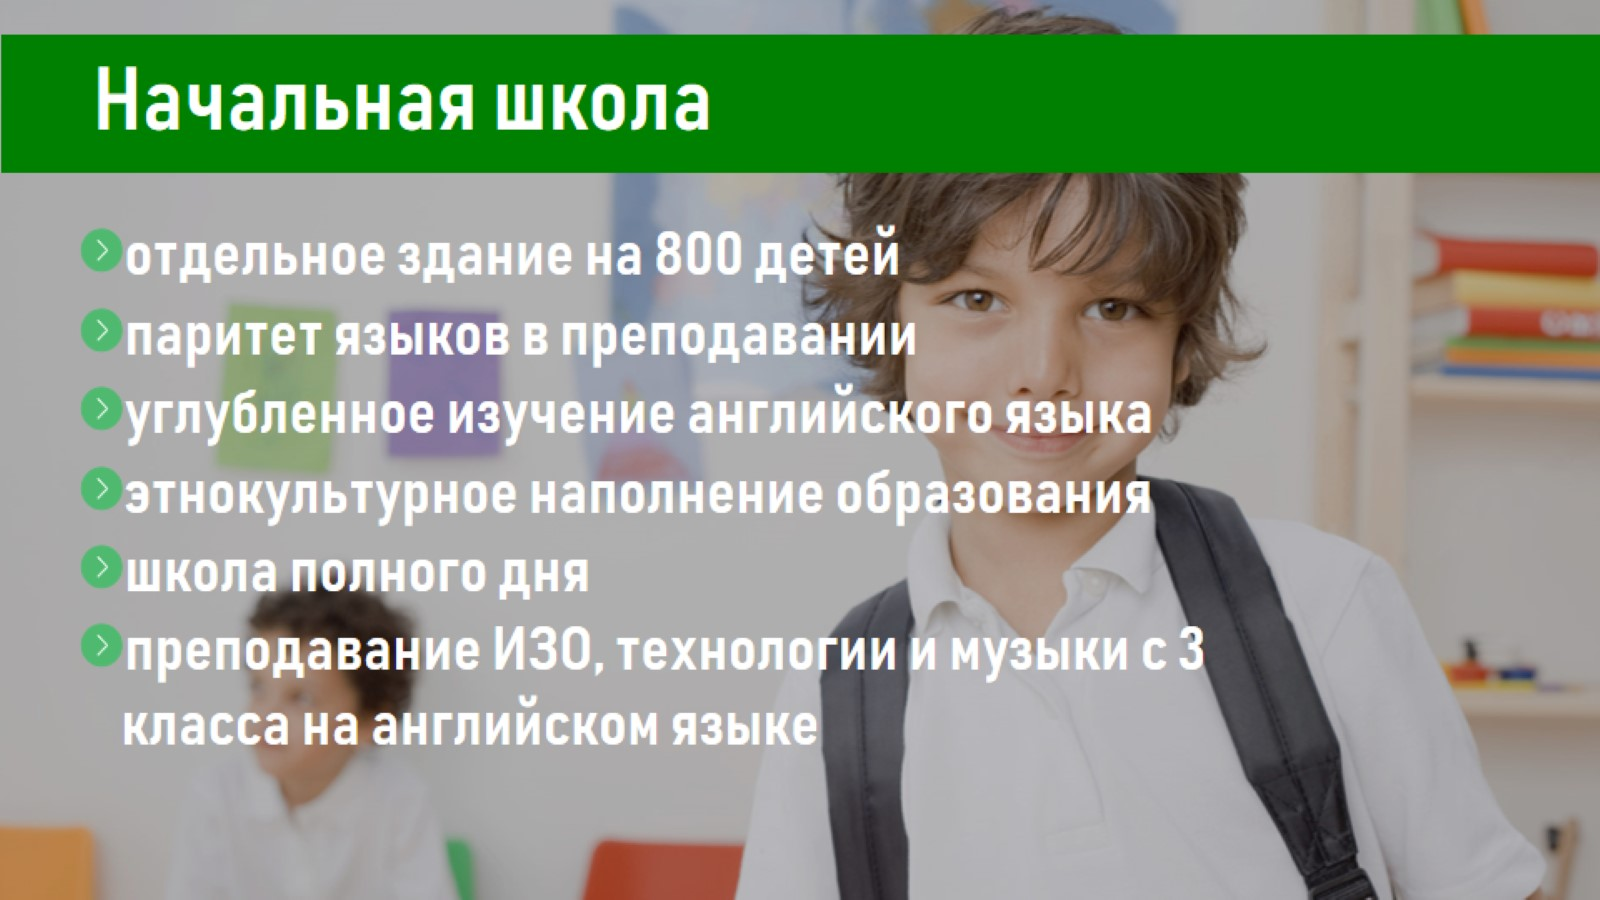 Начальная школа
отдельное здание на 800 детей
паритет языков в преподавании
углубленное изучение английского языка
этнокультурное наполнение образования
школа полного дня
преподавание ИЗО, технологии и музыки с 3
класса на английском языке